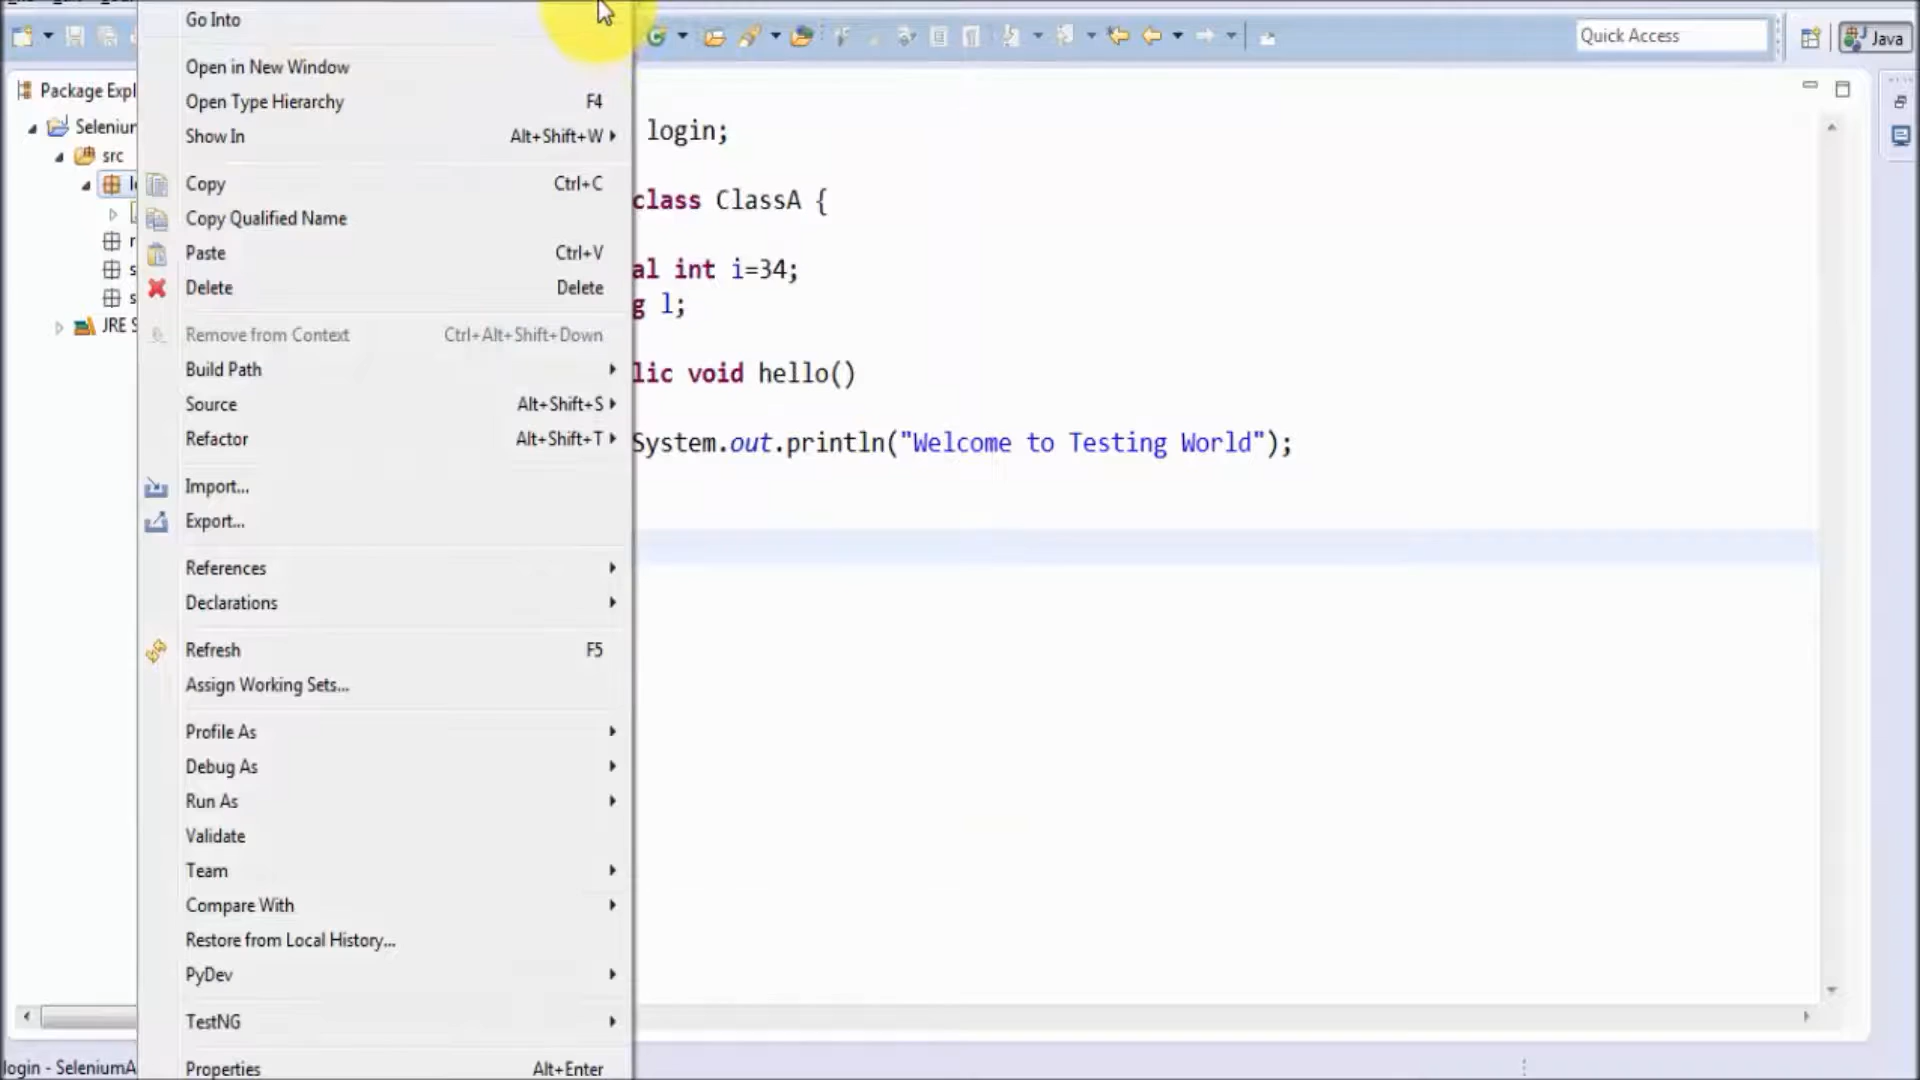 Go Into
Quick Access
Java
Open in New Window
Package Expl
Open Type Hierarchy F4
Seleniur
Show In Alt+Shift+W
login;
src
Copy Ctrl+C
class ClassA {
Copy Qualified Name
Paste Ctrl+V
al int i=34;
Delete Delete
g l;
JRE S
Remove from Context Ctrl+Alt+Shift+Down
Build Path
lic void hello()
Source Alt+Shift+S
Refactor Alt+Shift+T
System.out.println("Welcome to Testing World");
Import...
Export...
References
Declarations
Refresh F5
Assign Working Sets...
Profile As
Debug As
Run As
Validate
Team
Compare With
Restore from Local History...
PyDev
TestNG
Properties Alt+Enter
login - SeleniumA